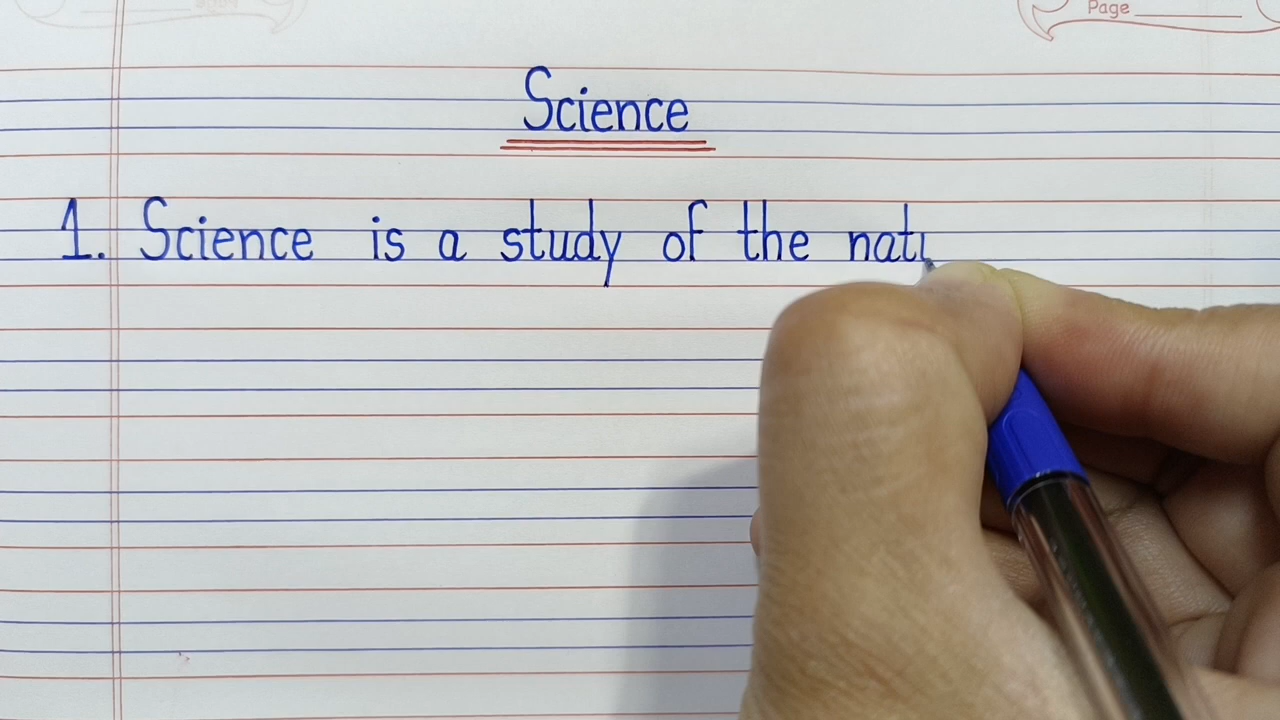 Page
Science
1. Science is a study of the nat